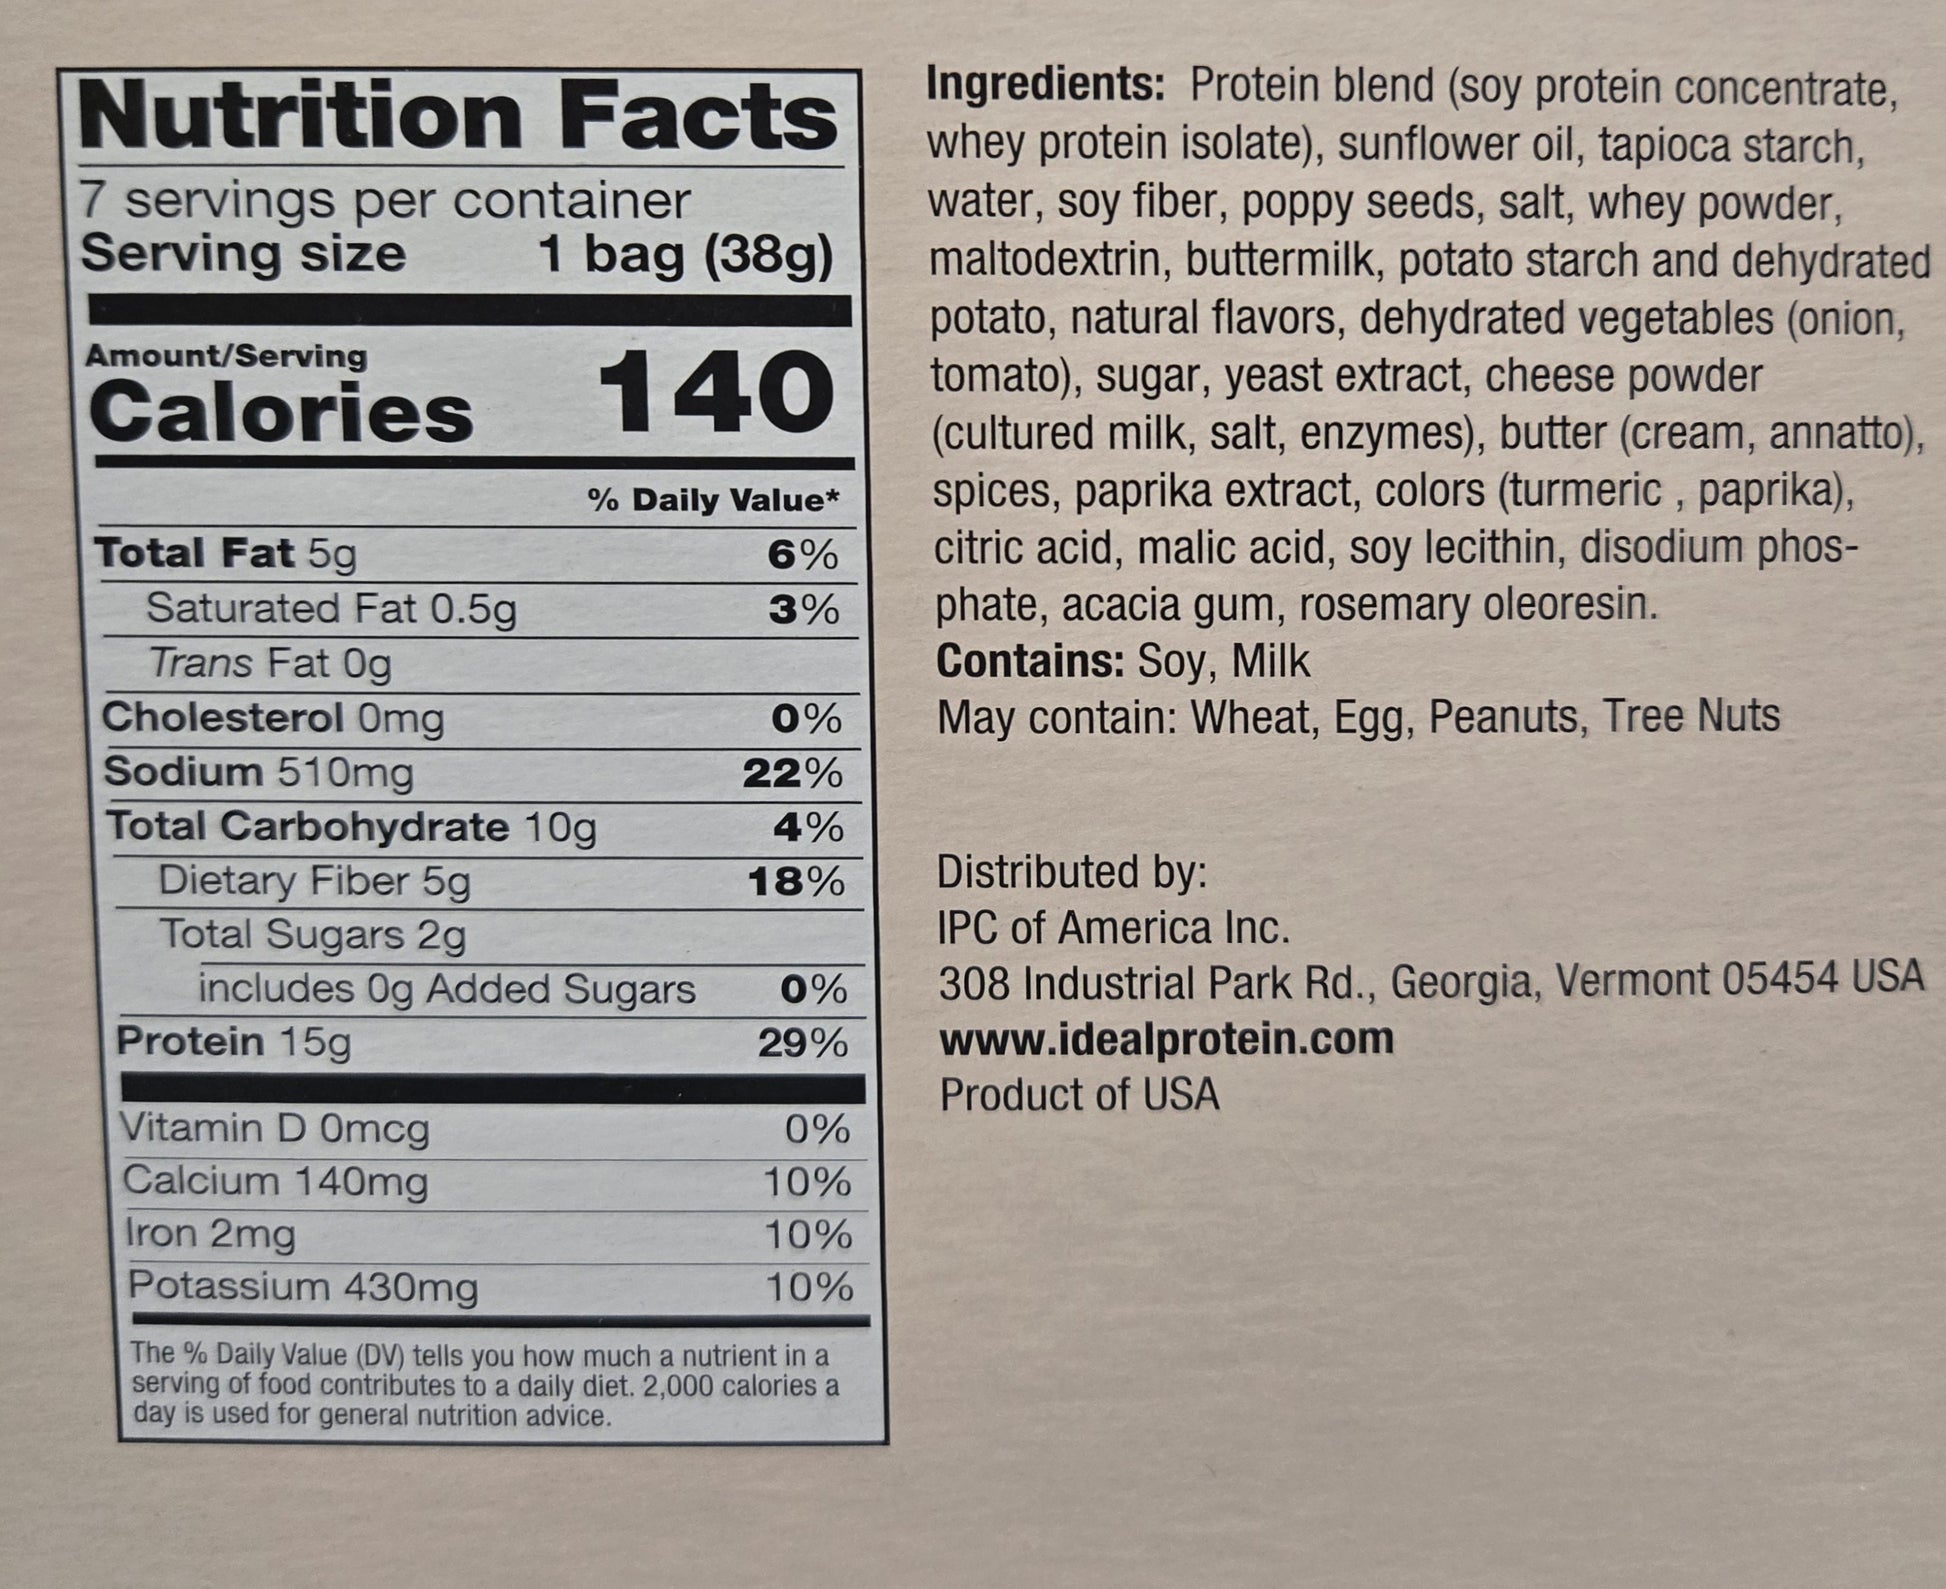 Nutrition Facts
7 servings per container
Serving size 1 bag (38g)
Amount/Serving
Calories 140
% Daily Value*
Total Fat 5g 6%
Saturated Fat 0.5g 3%
Trans Fat 0g
Cholesterol 0mg 0%
Sodium 510mg 22%
Total Carbohydrate 10g 4%
Dietary Fiber 5g 18%
Total Sugars 2g
includes 0g Added Sugars 0%
Protein 15g 29%
Vitamin D 0mcg 0%
Calcium 140mg 10%
Iron 2mg 10%
Potassium 430mg 10%
The % Daily Value (DV) tells you how much a nutrient in a
serving of food contributes to a daily diet. 2,000 calories a
day is used for general nutrition advice.
Ingredients: Protein blend (soy protein concentrate,
whey protein isolate), sunflower oil, tapioca starch,
water, soy fiber, poppy seeds, salt, whey powder,
maltodextrin, buttermilk, potato starch and dehydrated
potato, natural flavors, dehydrated vegetables (onion,
tomato), sugar, yeast extract, cheese powder
(cultured milk, salt, enzymes), butter (cream, annatto),
spices, paprika extract, colors (turmeric , paprika),
citric acid, malic acid, soy lecithin, disodium phos-
phate, acacia gum, rosemary oleoresin.
Contains: Soy, Milk
May contain: Wheat, Egg, Peanuts, Tree Nuts
Distributed by:
IPC of America Inc.
308 Industrial Park Rd., Georgia, Vermont 05454 USA
www.idealprotein.com
Product of USA